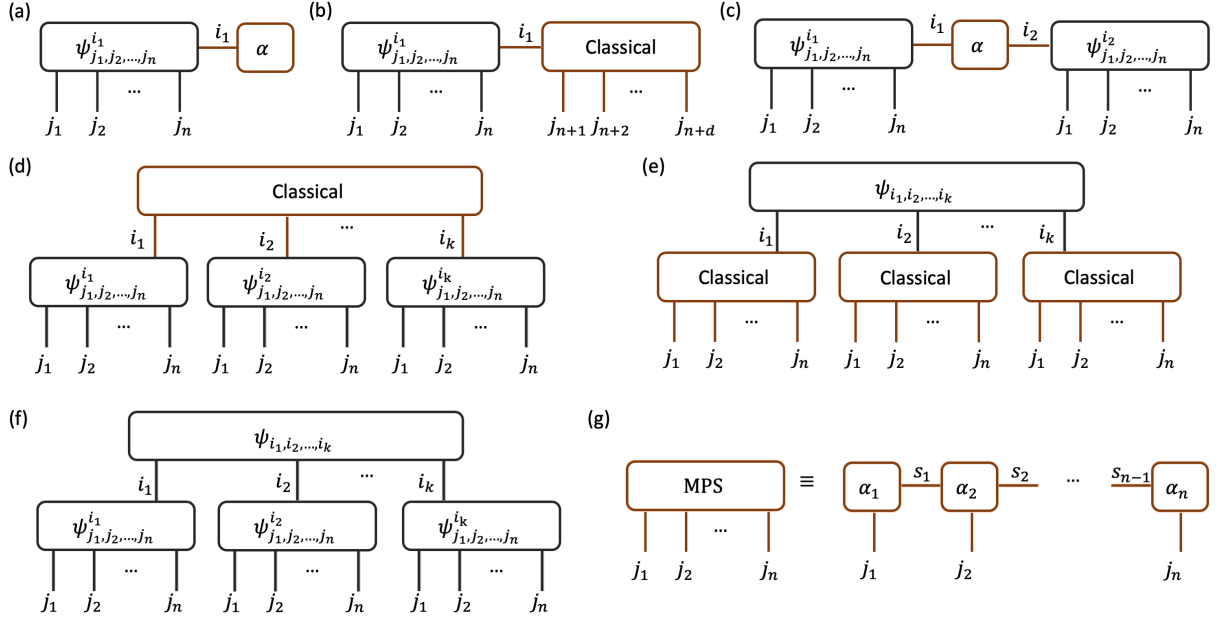 (a)
ψ^{i_1}_{j_1,j_2,…,j_n} i_1 α
...
j_1 j_2 j_n
(b)
ψ^{i_1}_{j_1,j_2,…,j_n} i_1 Classical
... ...
j_1 j_2 j_n j_{n+1} j_{n+2} j_{n+d}
(c)
ψ^{i_1}_{j_1,j_2,…,j_n} i_1 α i_2 ψ^{i_2}_{j_1,j_2,…,j_n}
... ...
j_1 j_2 j_n j_1 j_2 j_n
(d)
Classical
...
i_1 i_2 i_k
ψ^{i_1}_{j_1,j_2,…,j_n} ψ^{i_2}_{j_1,j_2,…,j_n} ψ^{i_k}_{j_1,j_2,…,j_n}
... ... ...
j_1 j_2 j_n j_1 j_2 j_n j_1 j_2 j_n
(e)
ψ_{i_1,i_2,…,i_k}
...
i_1 i_2 i_k
Classical Classical Classical
... ... ...
j_1 j_2 j_n j_1 j_2 j_n j_1 j_2 j_n
(f)
ψ_{i_1,i_2,…,i_k}
...
i_1 i_2 i_k
ψ^{i_1}_{j_1,j_2,…,j_n} ψ^{i_2}_{j_1,j_2,…,j_n} ψ^{i_k}_{j_1,j_2,…,j_n}
... ... ...
j_1 j_2 j_n j_1 j_2 j_n j_1 j_2 j_n
(g)
MPS ≡ α_1 s_1 α_2 s_2 ... s_{n−1} α_n
...
j_1 j_2 j_n j_1 j_2 j_n